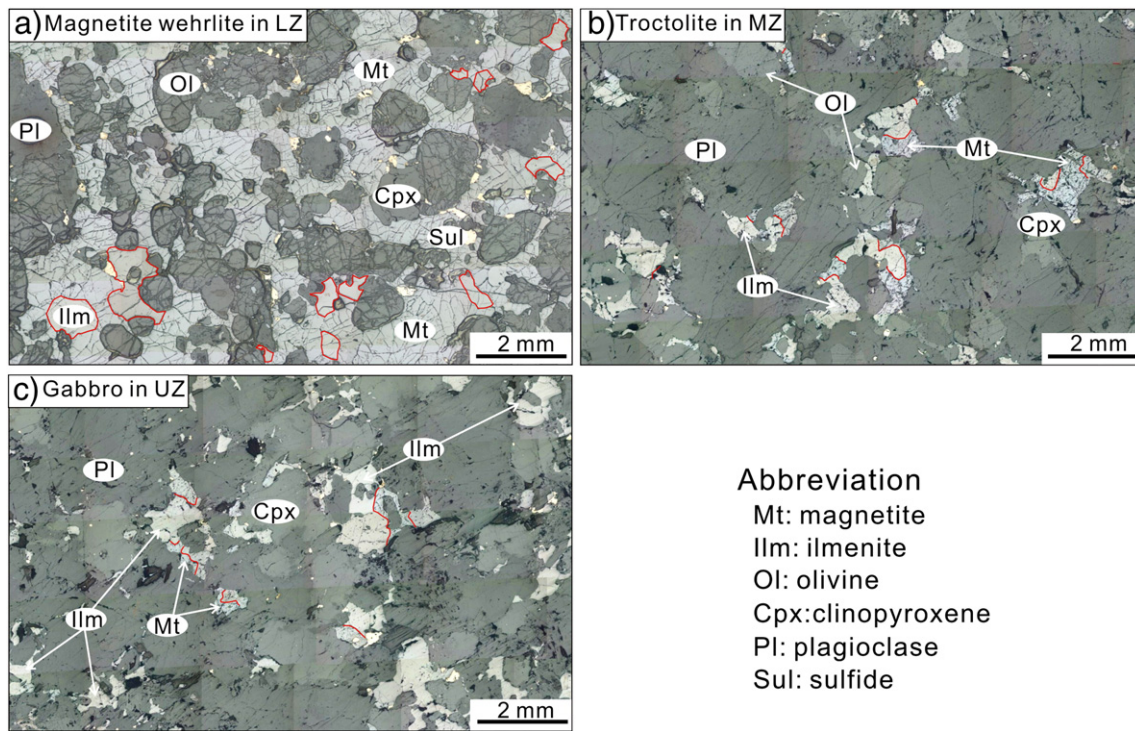 a) Magnetite wehrlite in LZ
Ol
Mt
Pl
Cpx
Sul
Ilm
Mt
2 mm
b) Troctolite in MZ
Ol
Pl
Mt
Cpx
Ilm
2 mm
c) Gabbro in UZ
Ilm
Pl
Cpx
Ilm
Mt
2 mm
Abbreviation
Mt: magnetite
Ilm: ilmenite
Ol: olivine
Cpx:clinopyroxene
Pl: plagioclase
Sul: sulfide